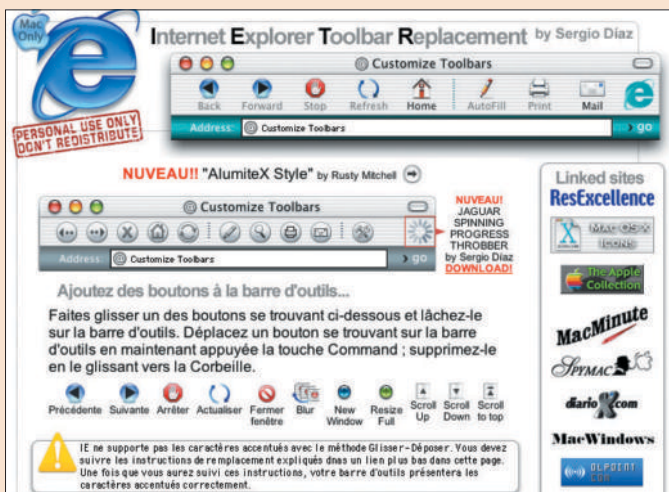 Mac
Only
Internet Explorer Toolbar Replacement by Sergio Díaz
Customize Toolbars
Back Forward Stop Refresh Home AutoFill Print Mail
Address: Customize Toolbars go
PERSONAL USE ONLY
DON'T REDISTRIBUTE
NUVEAU!! "AlumiteX Style" by Rusty Mitchell
Customize Toolbars
Address: Customize Toolbars go
NUVEAU!
JAGUAR
SPINNING
PROGRESS
THROBBER
by Sergio Díaz
DOWNLOAD!
Ajoutez des boutons à la barre d'outils...
Faites glisser un des boutons se trouvant ci-dessous et lâchez-le
sur la barre d'outils. Déplacez un bouton se trouvant sur la barre
d'outils en maintenant appuyée la touche Command ; supprimez-le
en le glissant vers la Corbeille.
Précédente Suivante Arrêter Actualiser Fermer fenêtre Blur New Window Resize Full Scroll Up Scroll Down Scroll to top
IE ne supporte pas les caractères accentués avec le méthode Glisser-Déposer. Vous devez
suivre les instructions de remplacement expliqués dnas un lien plus bas dans cette page.
Une fois que vous aurez suivi ces instructions, votre barre d'outils présentera les
caractères accentués correctement.
Linked sites
ResExcellence
MAC OS X
ICONS
The Apple
Collection
MacMinute
SPYMAC
diario X.com
MacWindows